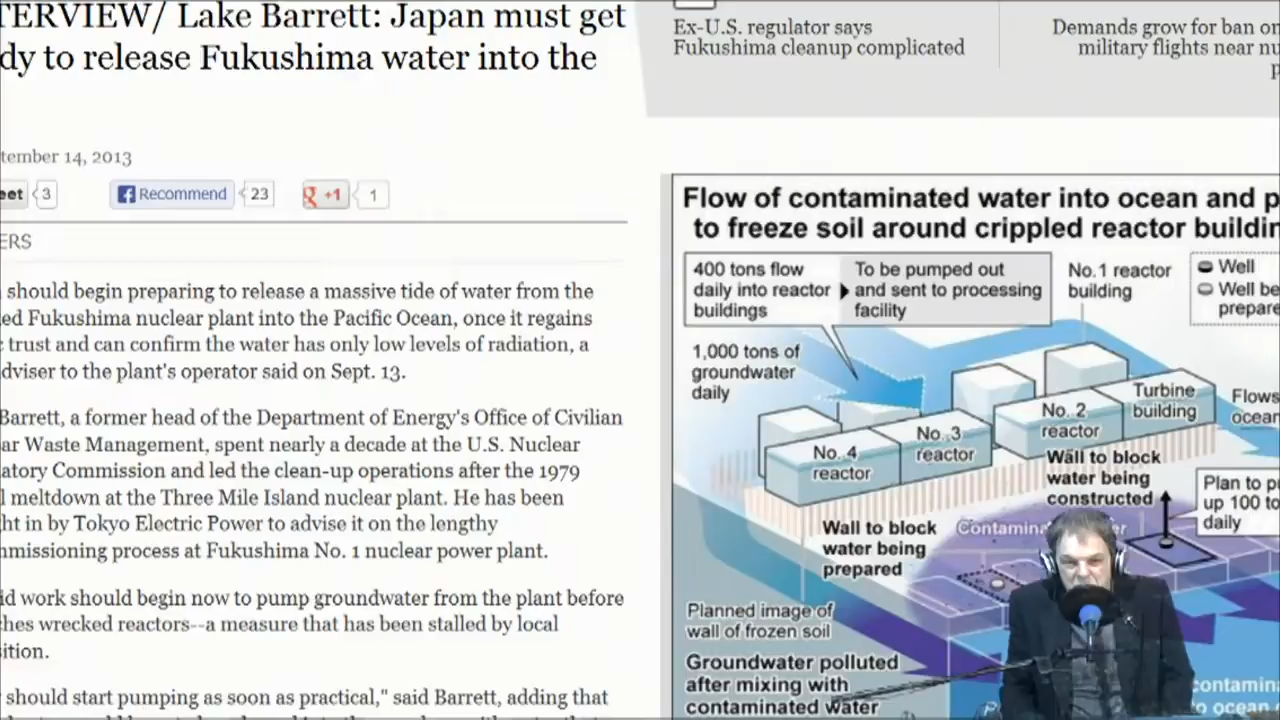 TERVIEW/ Lake Barrett: Japan must get
dy to release Fukushima water into the
tember 14, 2013
eet 3
Recommend 23
+1 1
ERS
should begin preparing to release a massive tide of water from the
ed Fukushima nuclear plant into the Pacific Ocean, once it regains
c trust and can confirm the water has only low levels of radiation, a
dviser to the plant's operator said on Sept. 13.
Barrett, a former head of the Department of Energy's Office of Civilian
ar Waste Management, spent nearly a decade at the U.S. Nuclear
atory Commission and led the clean-up operations after the 1979
l meltdown at the Three Mile Island nuclear plant. He has been
ht in by Tokyo Electric Power to advise it on the lengthy
mmissioning process at Fukushima No. 1 nuclear power plant.
id work should begin now to pump groundwater from the plant before
hes wrecked reactors--a measure that has been stalled by local
ition.
should start pumping as soon as practical," said Barrett, adding that
Ex-U.S. regulator says
Fukushima cleanup complicated
Demands grow for ban on
military flights near nu
p
Flow of contaminated water into ocean and p
to freeze soil around crippled reactor buildin
400 tons flow
daily into reactor
buildings
To be pumped out
and sent to processing
facility
No.1 reactor
building
Well
Well be
prepare
1,000 tons of
groundwater
daily
Turbine
building
Flows
ocean
No. 2
reactor
No. 3
reactor
No. 4
reactor
Wall to block
water being
constructed
Plan to pu
up 100 to
daily
Wall to block
water being
prepared
Contamina
er
Planned image of
wall of frozen soil
Groundwater polluted
after mixing with
contaminated water
contamina
to ocean